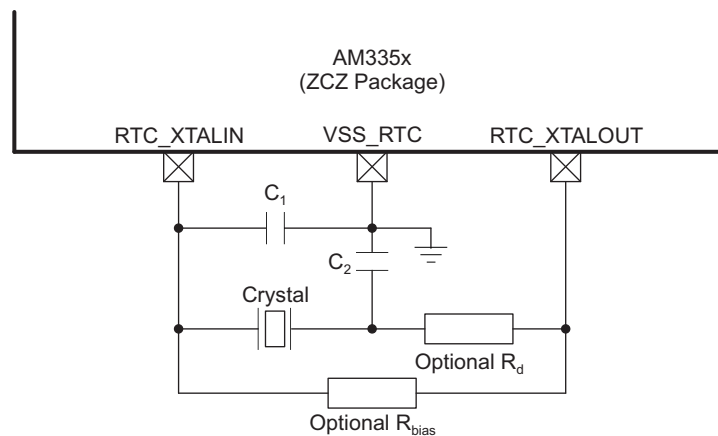 AM335x
(ZCZ Package)
RTC_XTALIN
VSS_RTC
RTC_XTALOUT
C1
C2
Crystal
Optional Rd
Optional Rbias